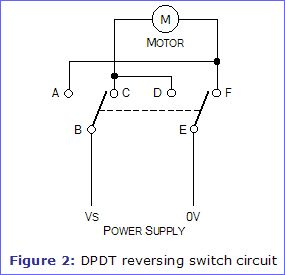 M
MOTOR
A C D F
B E
VS 0V
POWER SUPPLY
Figure 2: DPDT reversing switch circuit